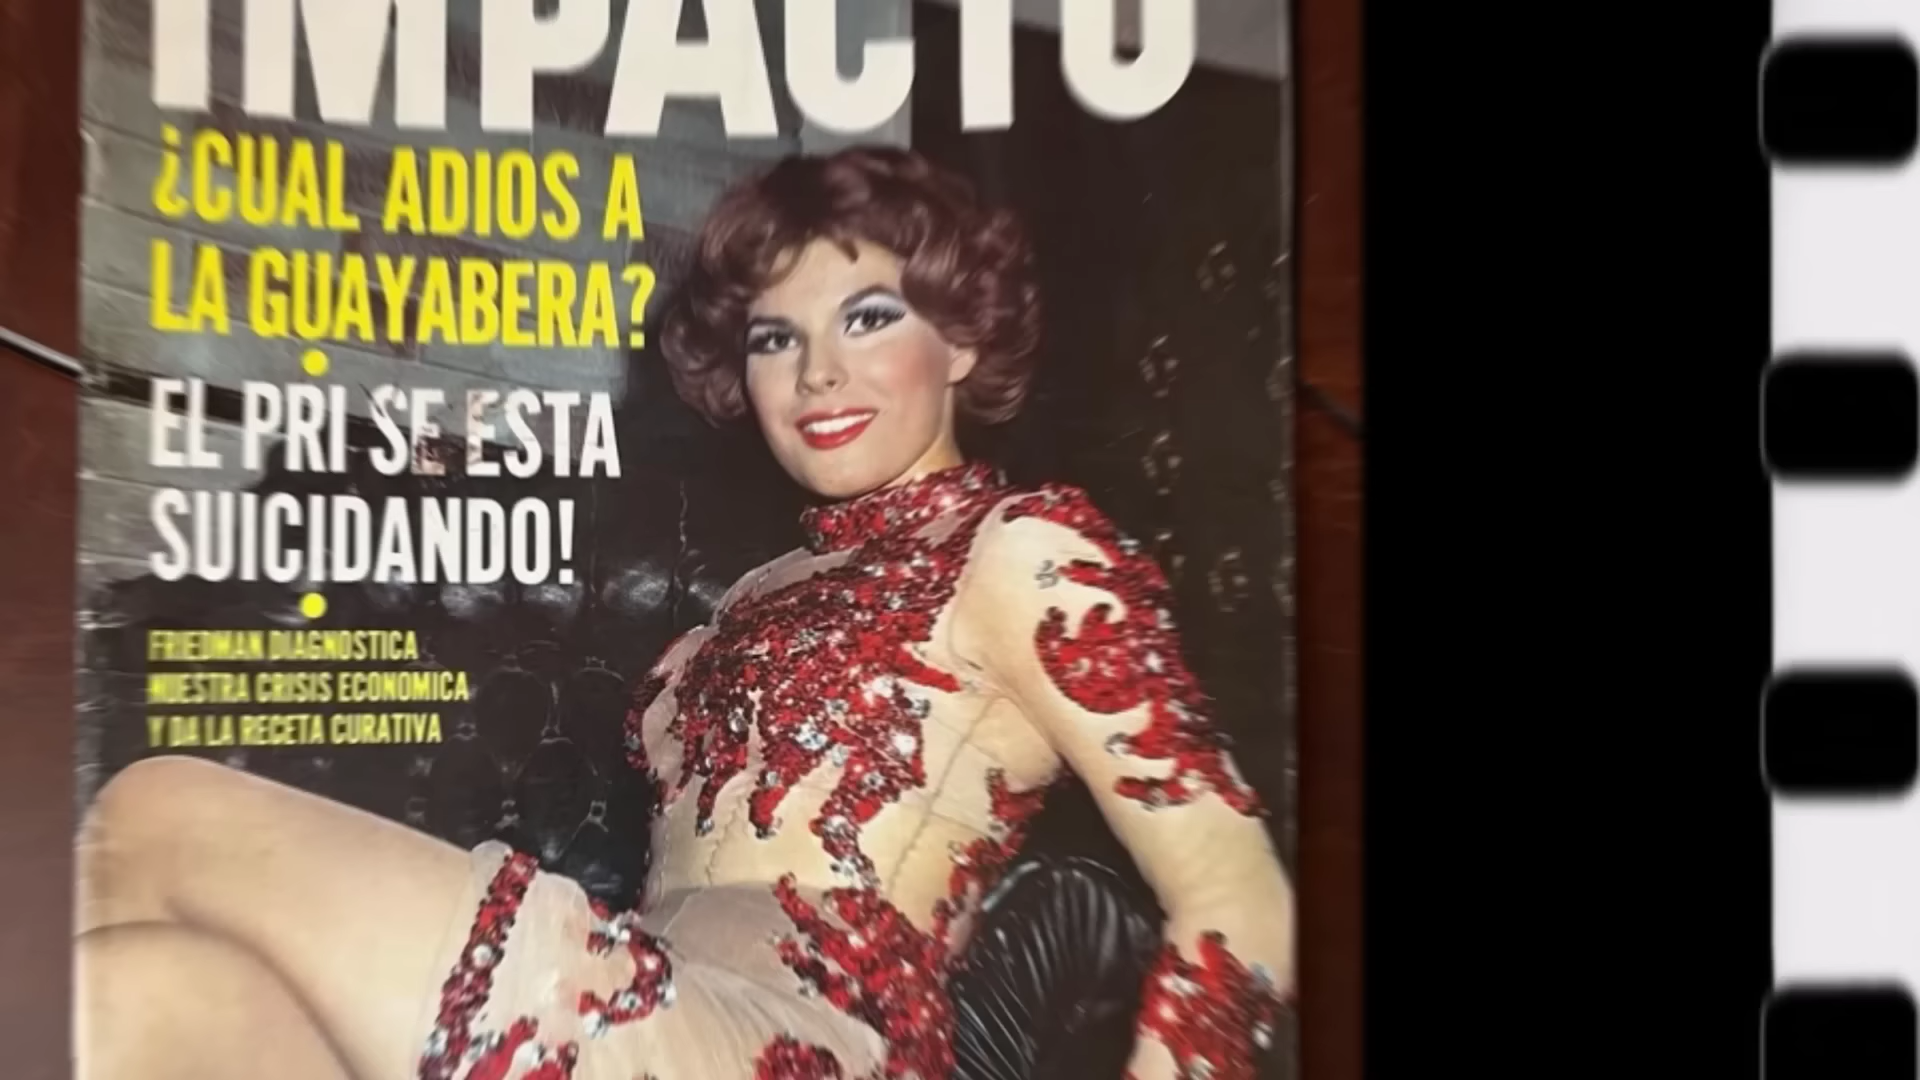 IMPACTO
¿CUAL ADIOS A
LA GUAYABERA?
EL PRI SE ESTA
SUICIDANDO!
FRIEDMAN DIAGNOSTICA
NUESTRA CRISIS ECONOMICA
Y DA LA RECETA CURATIVA